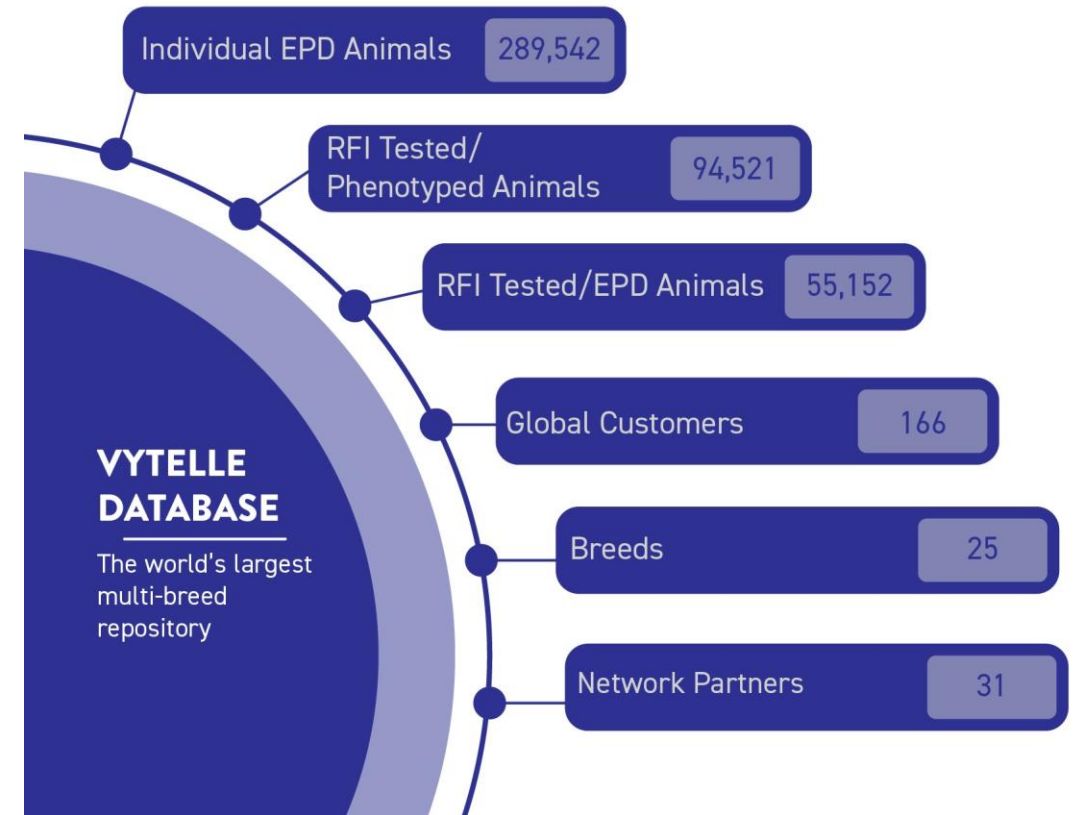 Individual EPD Animals 289,542
RFI Tested/
Phenotyped Animals 94,521
RFI Tested/EPD Animals 55,152
Global Customers 166
VYTELLE
DATABASE
The world's largest
multi-breed
repository
Breeds 25
Network Partners 31